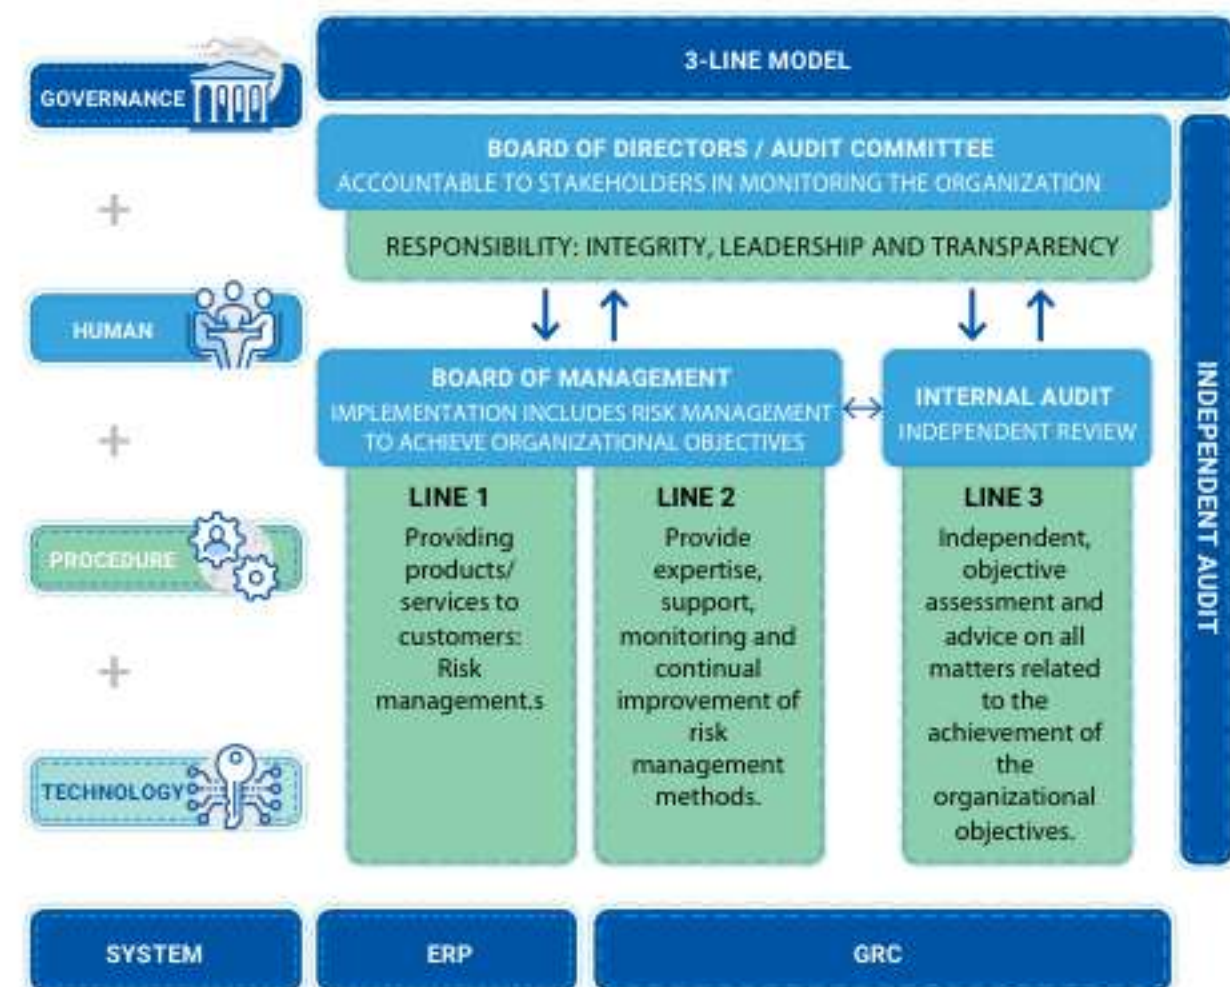 3-LINE MODEL
GOVERNANCE
BOARD OF DIRECTORS / AUDIT COMMITTEE
ACCOUNTABLE TO STAKEHOLDERS IN MONITORING THE ORGANIZATION
RESPONSIBILITY: INTEGRITY, LEADERSHIP AND TRANSPARENCY
HUMAN
BOARD OF MANAGEMENT
IMPLEMENTATION INCLUDES RISK MANAGEMENT
TO ACHIEVE ORGANIZATIONAL OBJECTIVES
INTERNAL AUDIT
INDEPENDENT REVIEW
INDEPENDENT AUDIT
PROCEDURE
LINE 1
Providing
products/
services to
customers:
Risk
management.s
LINE 2
Provide
expertise,
support,
monitoring and
continual
improvement of
risk
management
methods.
LINE 3
Independent,
objective
assessment and
advice on all
matters related
to the
achievement of
the
organizational
objectives.
TECHNOLOGY
SYSTEM
ERP
GRC